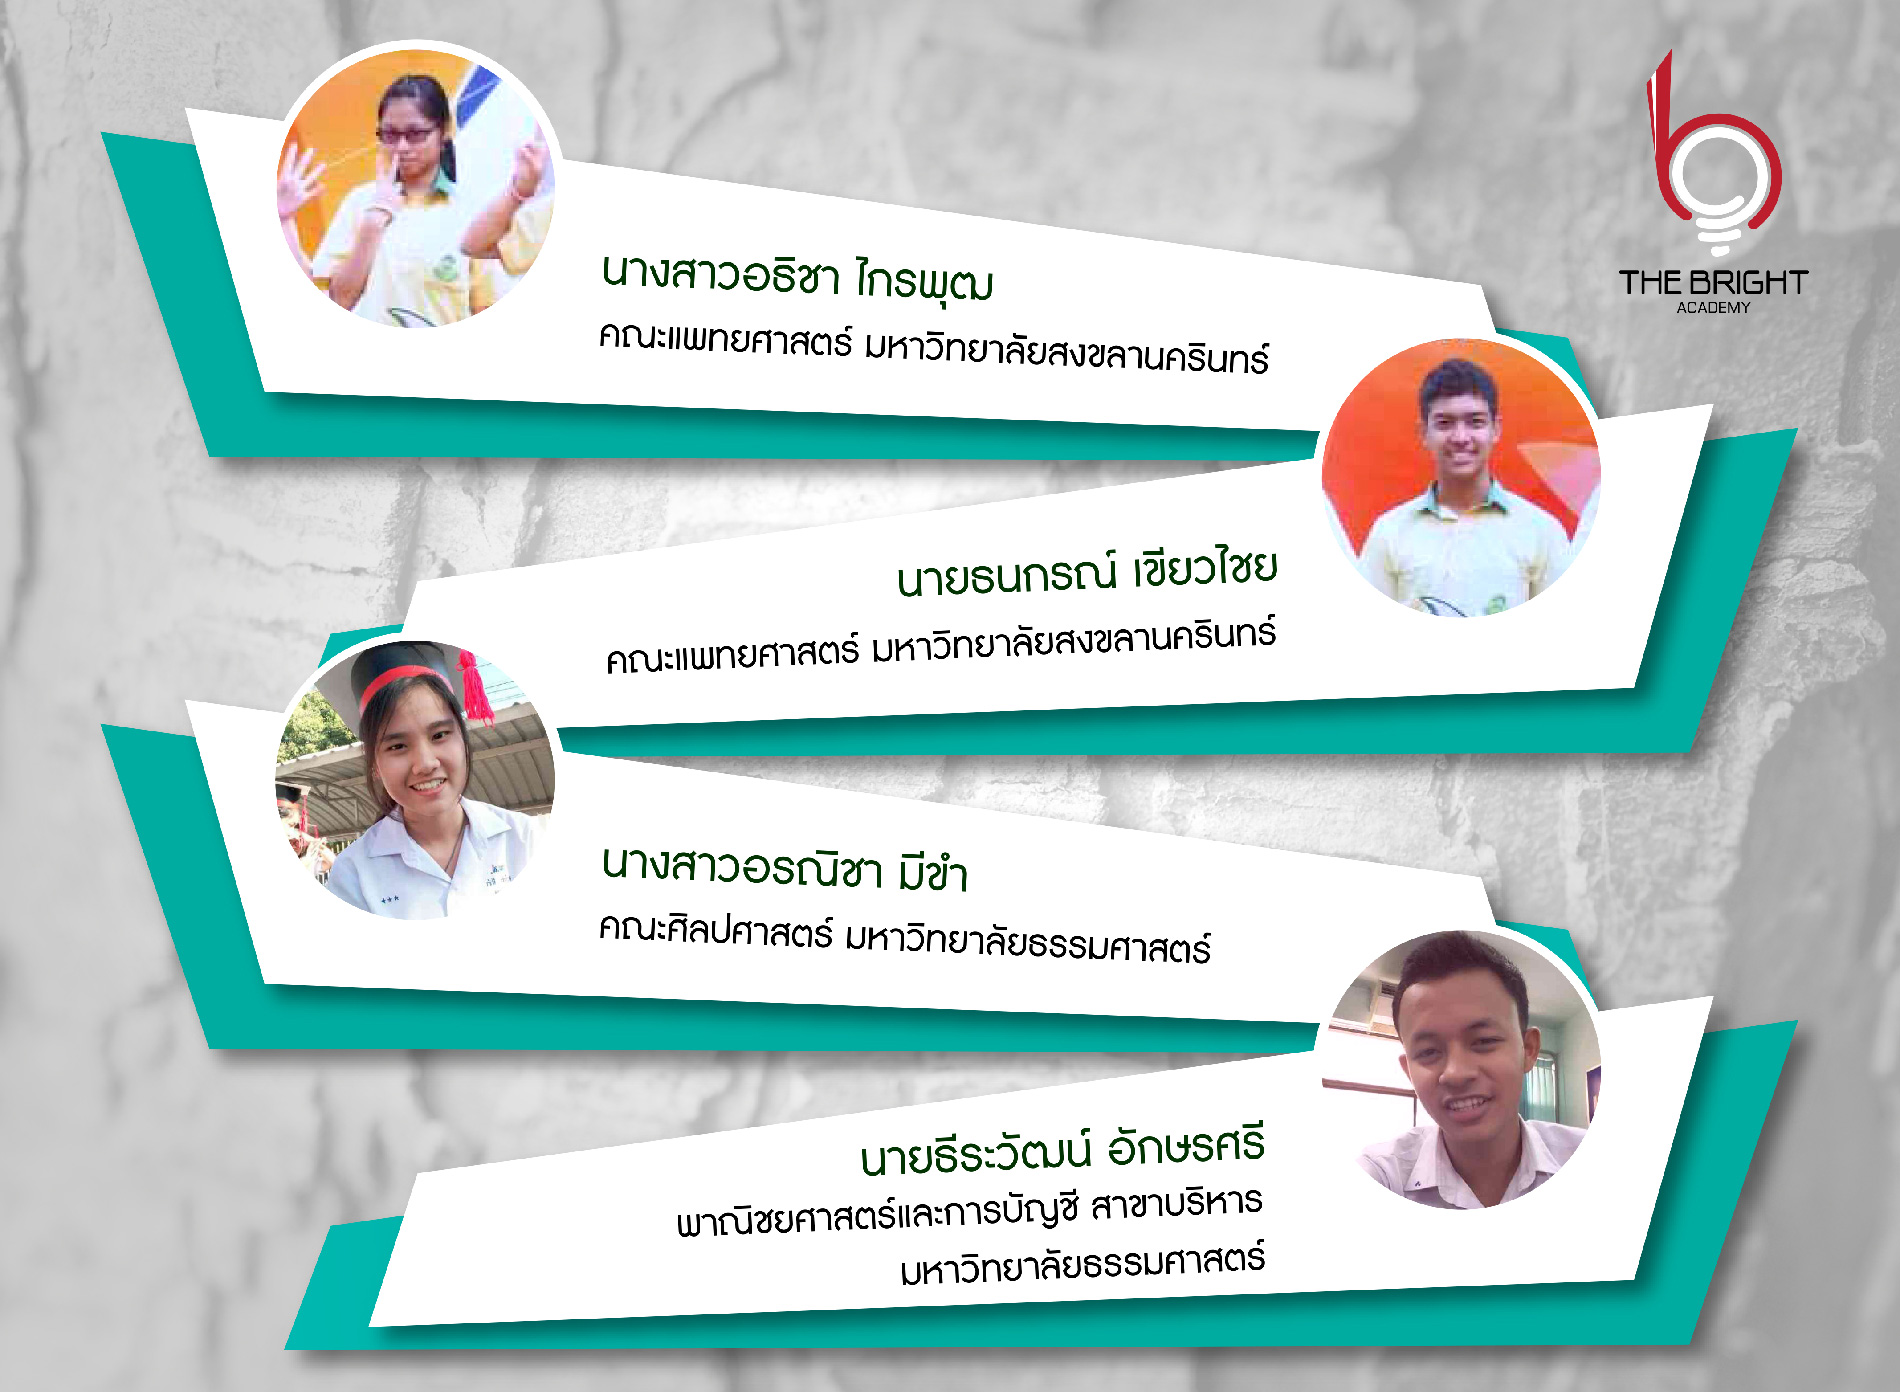 THE BRIGHT
ACADEMY
นางสาวอธิชา ไกรพุฒ
คณะแพทยศาสตร์ มหาวิทยาลัยสงขลานครินทร์
นายธนกรณ์ เขียวไชย
คณะแพทยศาสตร์ มหาวิทยาลัยสงขลานครินทร์
นางสาวอรณิชา มีขำ
คณะศิลปศาสตร์ มหาวิทยาลัยธรรมศาสตร์
นายธีระวัฒน์ อักษรศรี
พาณิชยศาสตร์และการบัญชี สาขาบริหาร
มหาวิทยาลัยธรรมศาสตร์